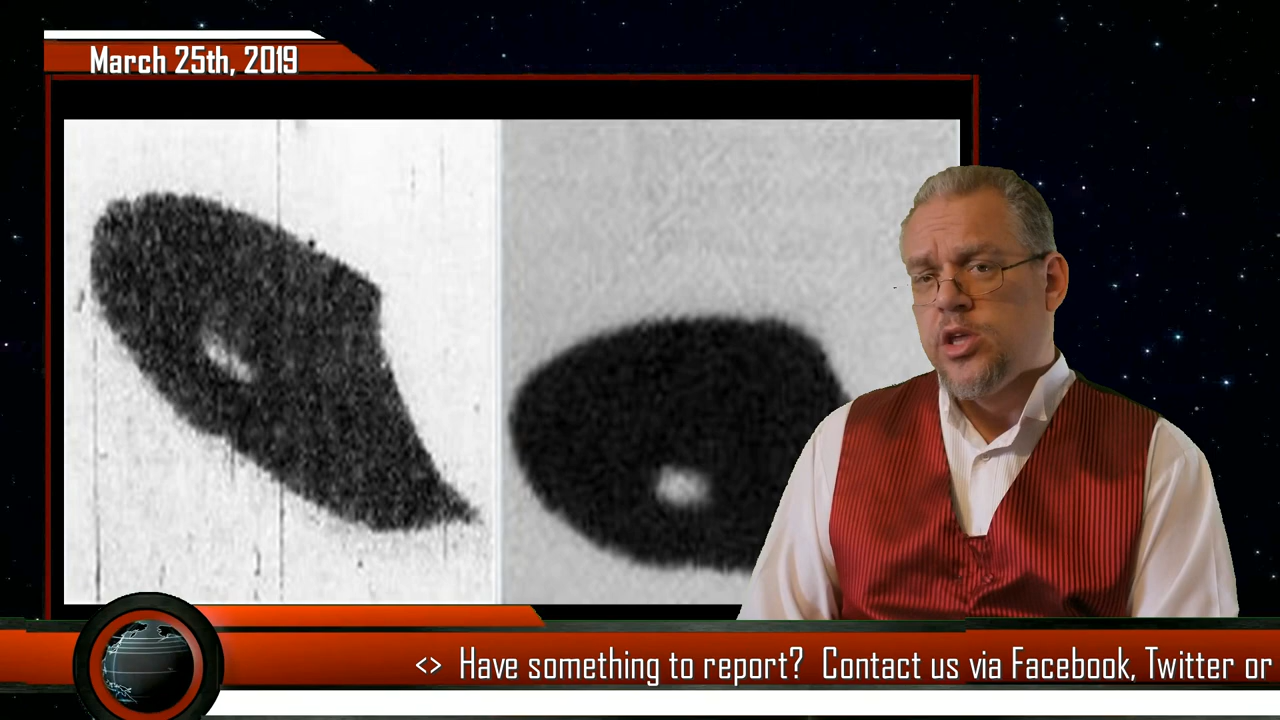 March 25th, 2019
<> Have something to report? Contact us via Facebook, Twitter or